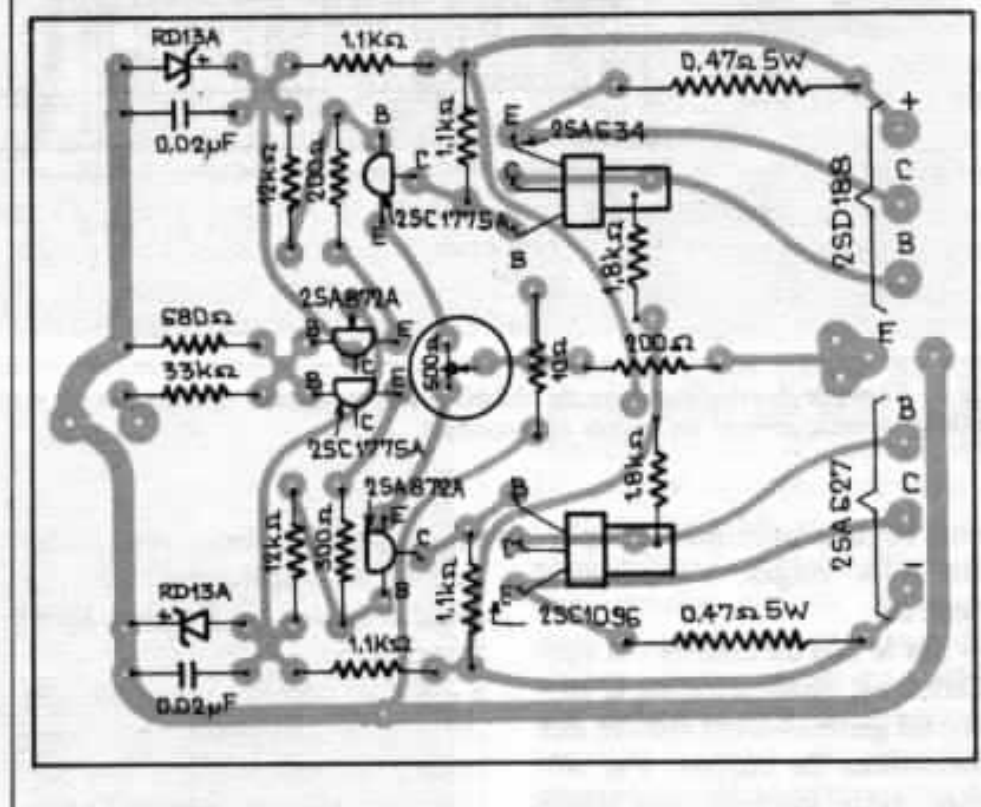 RD13A
+
0.02µF
1.1KΩ
1.1kΩ
12kΩ
200Ω
B
C
E
2SC1775A
0.47Ω 5W
E
2SA634
C
B
1,8kΩ
+
C
B
2SD188
E
680Ω
33kΩ
2SA872A
B
E
C
B
E
C
2SC1775A
500Ω
10Ω
200Ω
1.8kΩ
B
C
2SA627
-
12kΩ
300Ω
2SA872A
E
C
B
1.1kΩ
B
C
E
2SC1096
0.47Ω 5W
RD13A
+
0.02µF
1.1KΩ